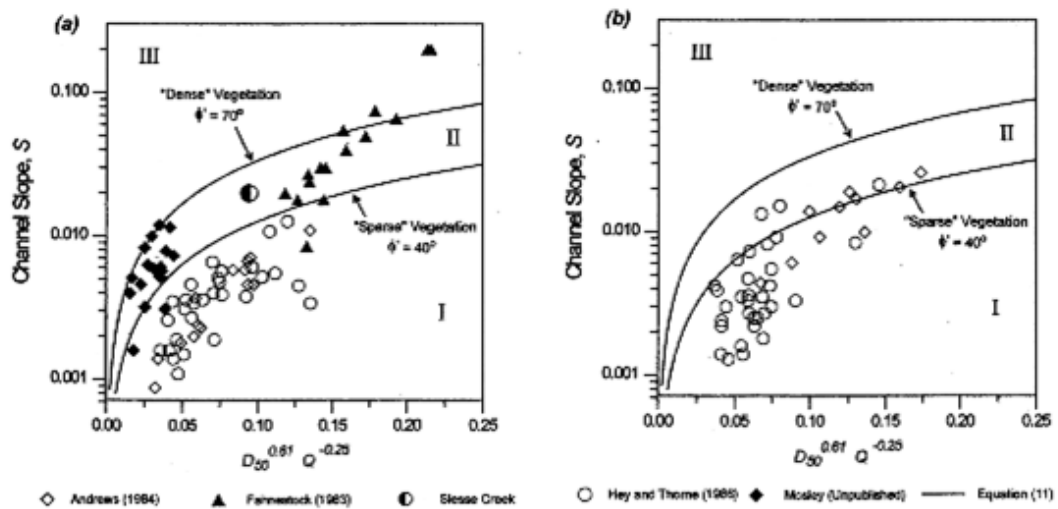 (a)
III
"Dense" Vegetation
ϕ' = 70º
II
"Sparse" Vegetation
ϕ' = 40º
I
Channel Slope, S
0.100
0.010
0.001
0.00 0.05 0.10 0.15 0.20 0.25
D50^0.61 Q^-0.25
(b)
III
"Dense" Vegetation
ϕ' = 70º
II
"Sparse" Vegetation
ϕ' = 40º
I
Channel Slope, S
0.100
0.010
0.001
0.00 0.05 0.10 0.15 0.20 0.25
D50^0.61 Q^-0.25
Andrews (1984) Fahnestock (1963) Slesse Creek Hey and Thorne (1986) Mosley (Unpublished) Equation (11)